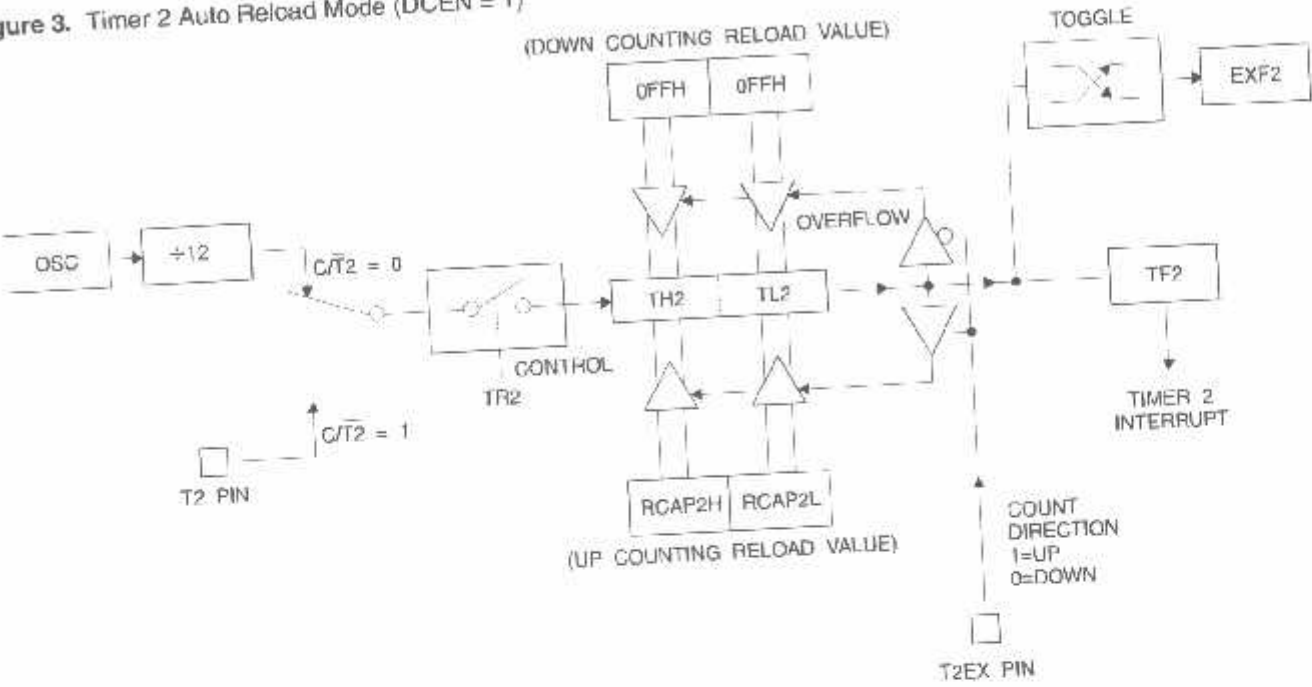 gure 3. Timer 2 Auto Reload Mode (DCEN = 1)
TOGGLE
(DOWN COUNTING RELOAD VALUE)
0FFH 0FFH
EXF2
OVERFLOW
OSC
÷12
C/T2 = 0
TH2 TL2
TF2
CONTROL
TR2
TIMER 2
INTERRUPT
C/T2 = 1
T2 PIN
RCAP2H RCAP2L
(UP COUNTING RELOAD VALUE)
COUNT
DIRECTION
1=UP
0=DOWN
T2EX PIN